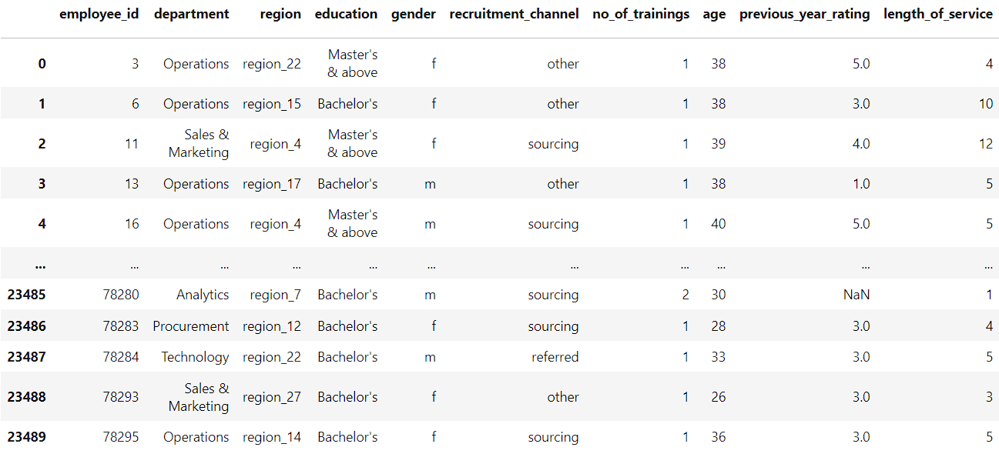 employee_id department region education gender recruitment_channel no_of_trainings age previous_year_rating length_of_service
0 3 Operations region_22 Master's & above f other 1 38 5.0 4
1 6 Operations region_15 Bachelor's f other 1 38 3.0 10
2 11 Sales & Marketing region_4 Master's & above f sourcing 1 39 4.0 12
3 13 Operations region_17 Bachelor's m other 1 38 1.0 5
4 16 Operations region_4 Master's & above m sourcing 1 40 5.0 5
... ... ... ... ... ... ... ... ... ... ...
23485 78280 Analytics region_7 Bachelor's m sourcing 2 30 NaN 1
23486 78283 Procurement region_12 Bachelor's f sourcing 1 28 3.0 4
23487 78284 Technology region_22 Bachelor's m referred 1 33 3.0 5
23488 78293 Sales & Marketing region_27 Bachelor's f other 1 26 3.0 3
23489 78295 Operations region_14 Bachelor's f sourcing 1 36 3.0 5